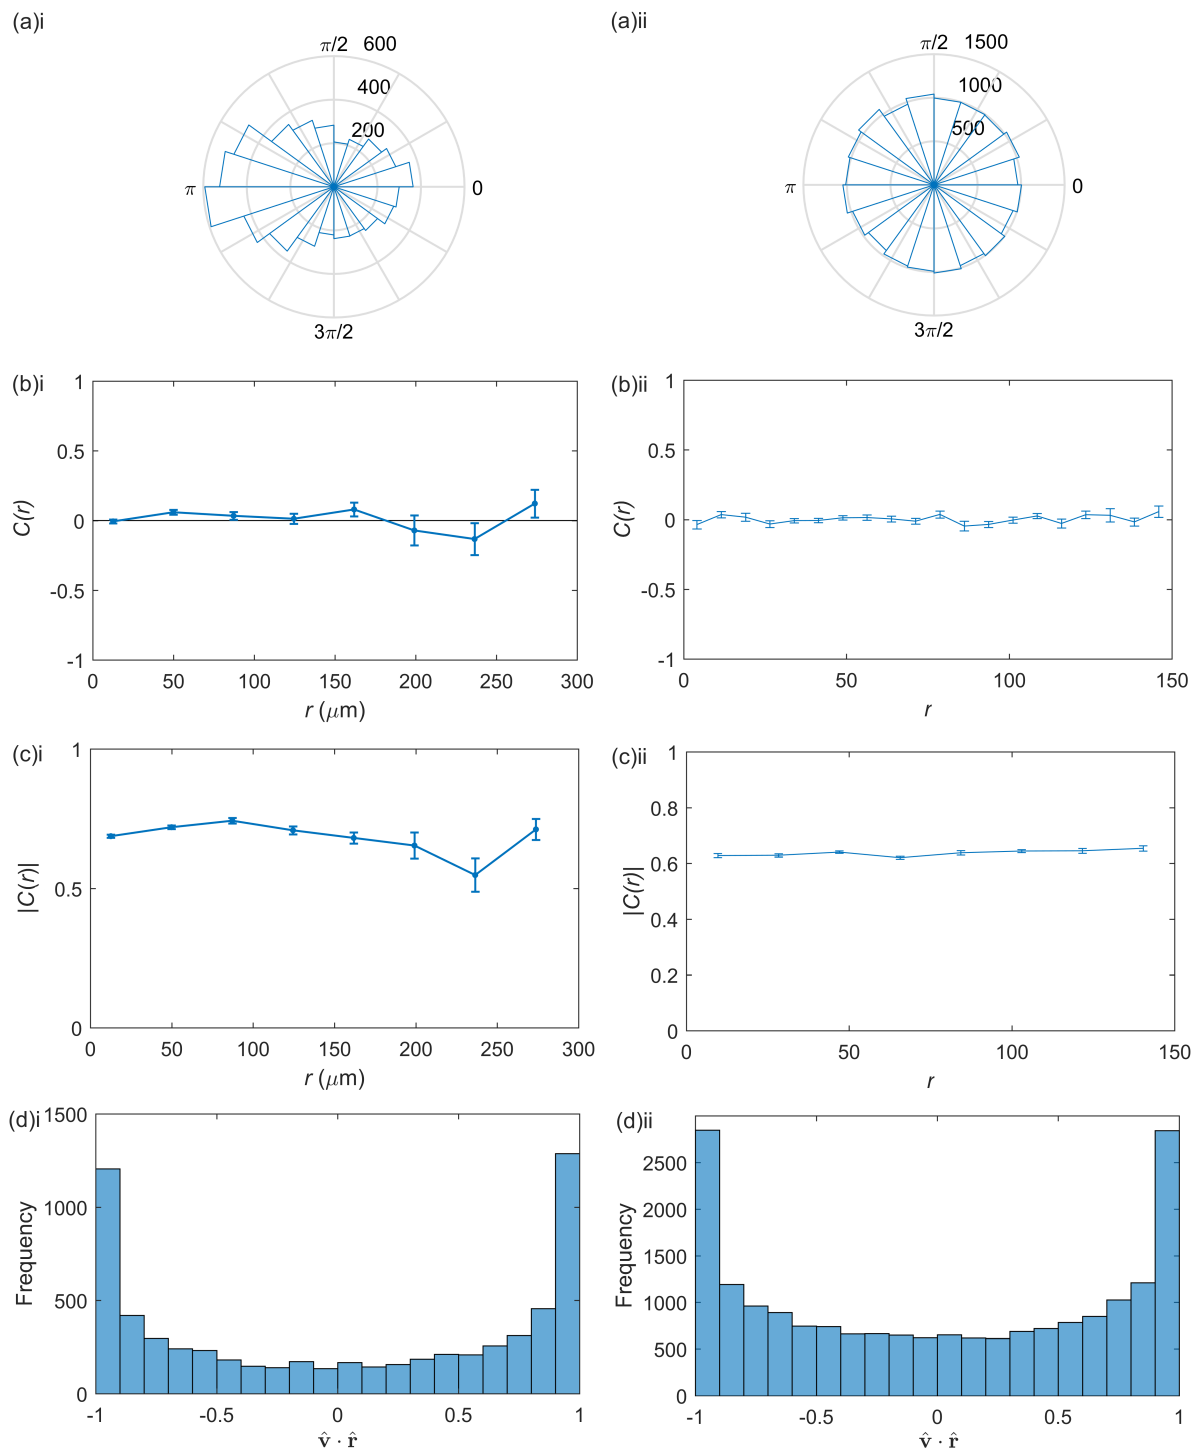 (a)i
π/2 600
400
200
π
0
3π/2
(a)ii
π/2 1500
1000
500
π
0
3π/2
(b)i
1
0.5
0
-0.5
-1
C(r)
0 50 100 150 200 250 300
r (μm)
(b)ii
1
0.5
0
-0.5
-1
C(r)
0 50 100 150
r
(c)i
1
0.5
0
|C(r)|
0 50 100 150 200 250 300
r (μm)
(c)ii
1
0.8
0.6
0.4
0.2
0
|C(r)|
0 50 100 150
r
(d)i
1500
1000
500
0
Frequency
-1 -0.5 0 0.5 1
v̂ · r̂
(d)ii
2500
2000
1500
1000
500
0
Frequency
-1 -0.5 0 0.5 1
v̂ · r̂